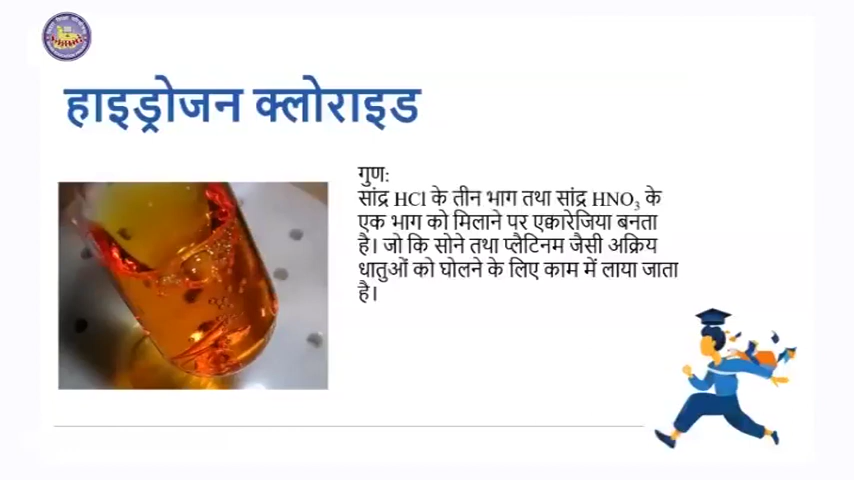 हाइड्रोजन क्लोराइड
गुण:
सांद्र HCl के तीन भाग तथा सांद्र HNO₃ के
एक भाग को मिलाने पर एक्वारेजिया बनता
है। जो कि सोने तथा प्लैटिनम जैसी अक्रिय
धातुओं को घोलने के लिए काम में लाया जाता
है।